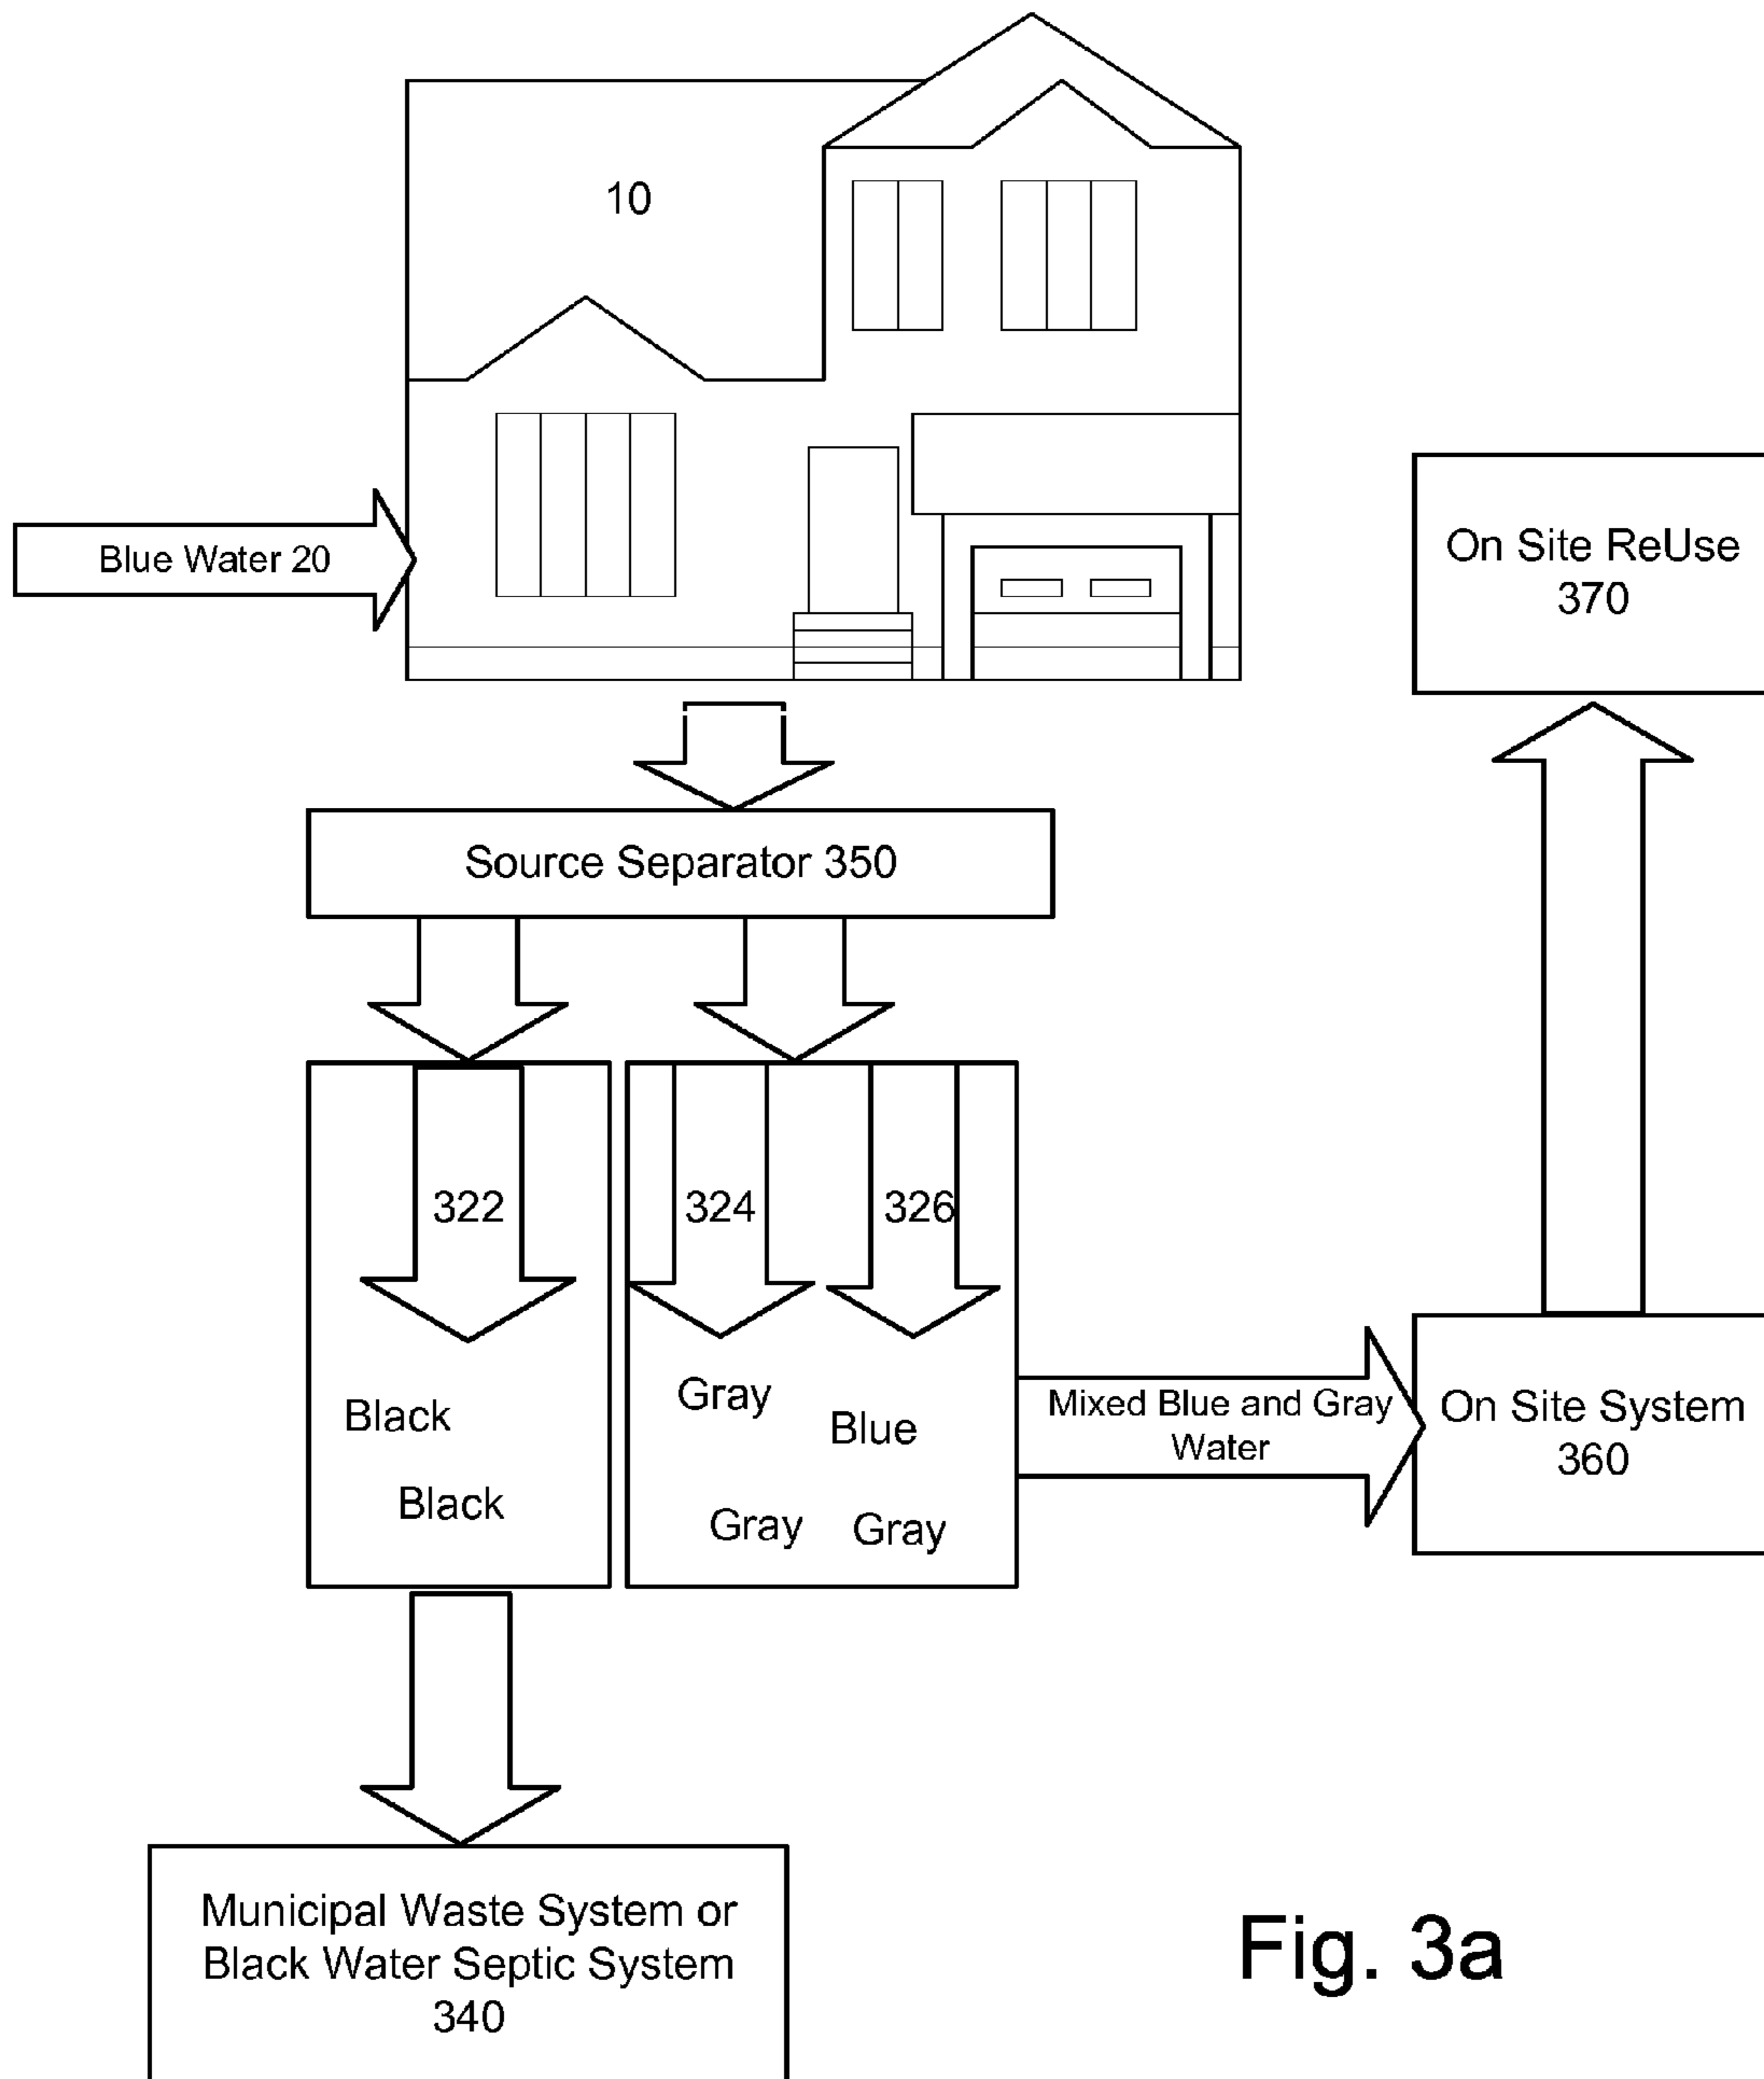 10
Blue Water 20
On Site ReUse
370
Source Separator 350
322
324
326
Black
Black
Gray
Blue
Gray
Gray
Mixed Blue and Gray
Water
On Site System
360
Municipal Waste System or
Black Water Septic System
340
Fig. 3a